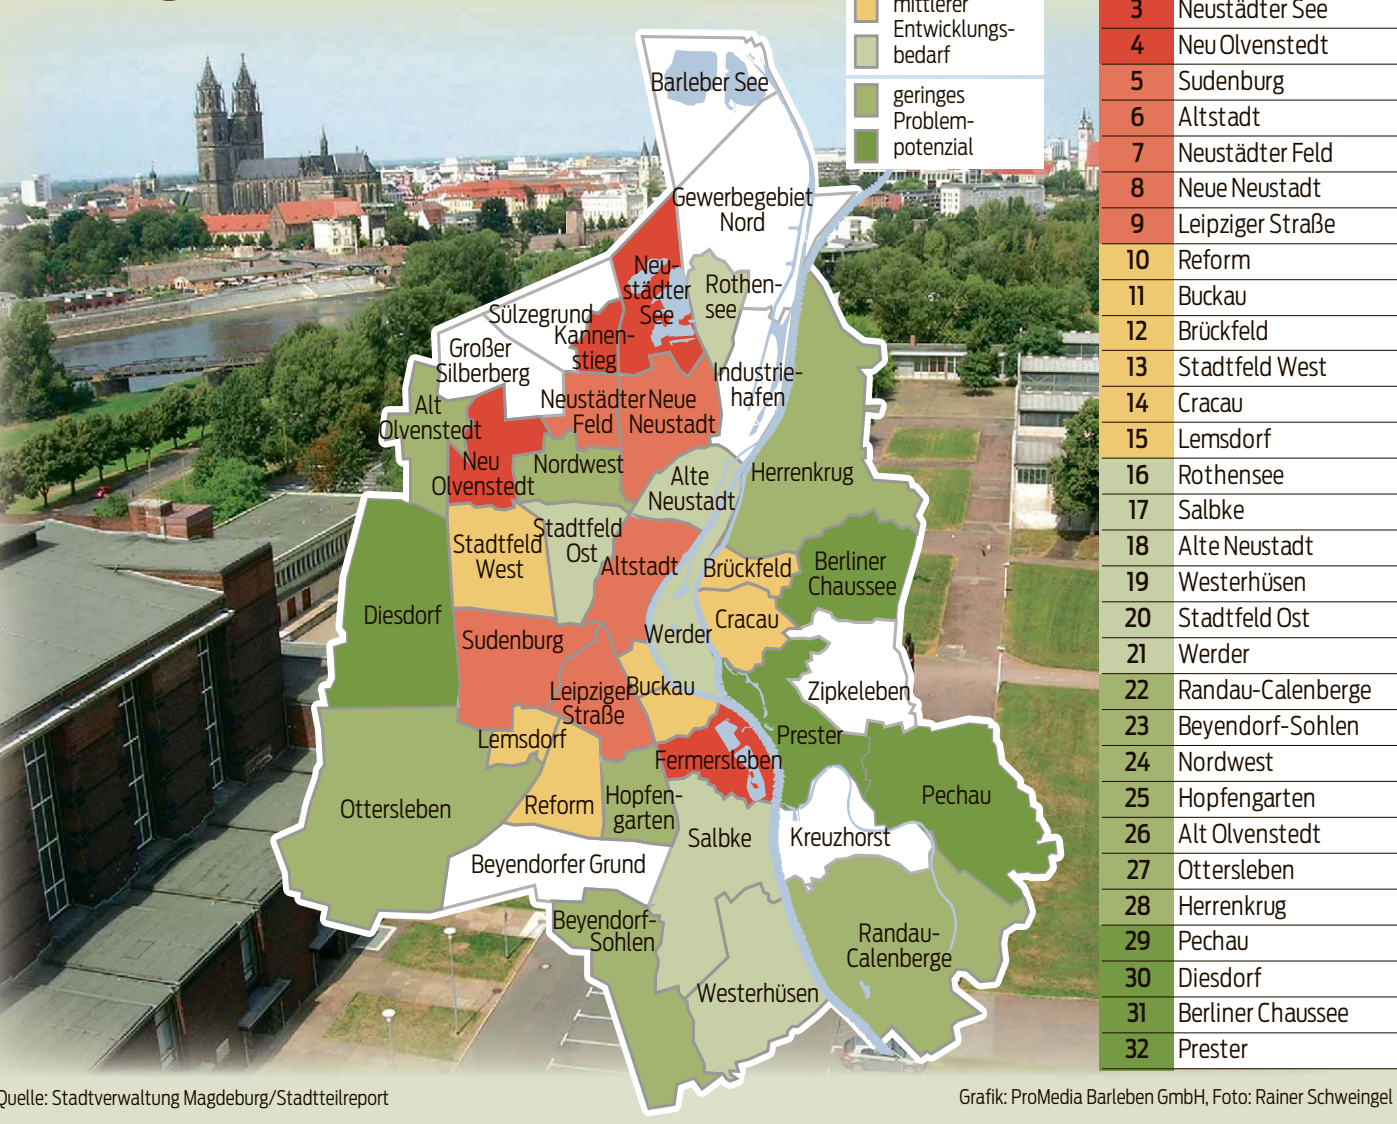 mittlerer
Entwicklungs-
bedarf
geringes
Problem-
potenzial
3 Neustädter See
4 Neu Olvenstedt
5 Sudenburg
6 Altstadt
7 Neustädter Feld
8 Neue Neustadt
9 Leipziger Straße
10 Reform
11 Buckau
12 Brückfeld
13 Stadtfeld West
14 Cracau
15 Lemsdorf
16 Rothensee
17 Salbke
18 Alte Neustadt
19 Westerhüsen
20 Stadtfeld Ost
21 Werder
22 Randau-Calenberge
23 Beyendorf-Sohlen
24 Nordwest
25 Hopfengarten
26 Alt Olvenstedt
27 Ottersleben
28 Herrenkrug
29 Pechau
30 Diesdorf
31 Berliner Chaussee
32 Prester
Barleber See
Gewerbegebiet
Nord
Neu-
städter
See
Rothen-
see
Sülzegrund
Kannen-
stieg
Großer
Silberberg
Industrie-
hafen
Alt
Olvenstedt
Neustädter
Feld
Neue
Neustadt
Neu
Olvenstedt
Nordwest
Alte
Neustadt
Herrenkrug
Stadtfeld
West
Stadtfeld
Ost
Altstadt
Brückfeld
Berliner
Chaussee
Diesdorf
Sudenburg
Werder
Cracau
Leipziger
Straße
Buckau
Zipkeleben
Lemsdorf
Fermersleben
Prester
Ottersleben
Reform
Hopfen-
garten
Salbke
Kreuzhorst
Pechau
Beyendorfer Grund
Beyendorf-
Sohlen
Westerhüsen
Randau-
Calenberge
Quelle: Stadtverwaltung Magdeburg/Stadtteilreport
Grafik: ProMedia Barleben GmbH, Foto: Rainer Schweingel